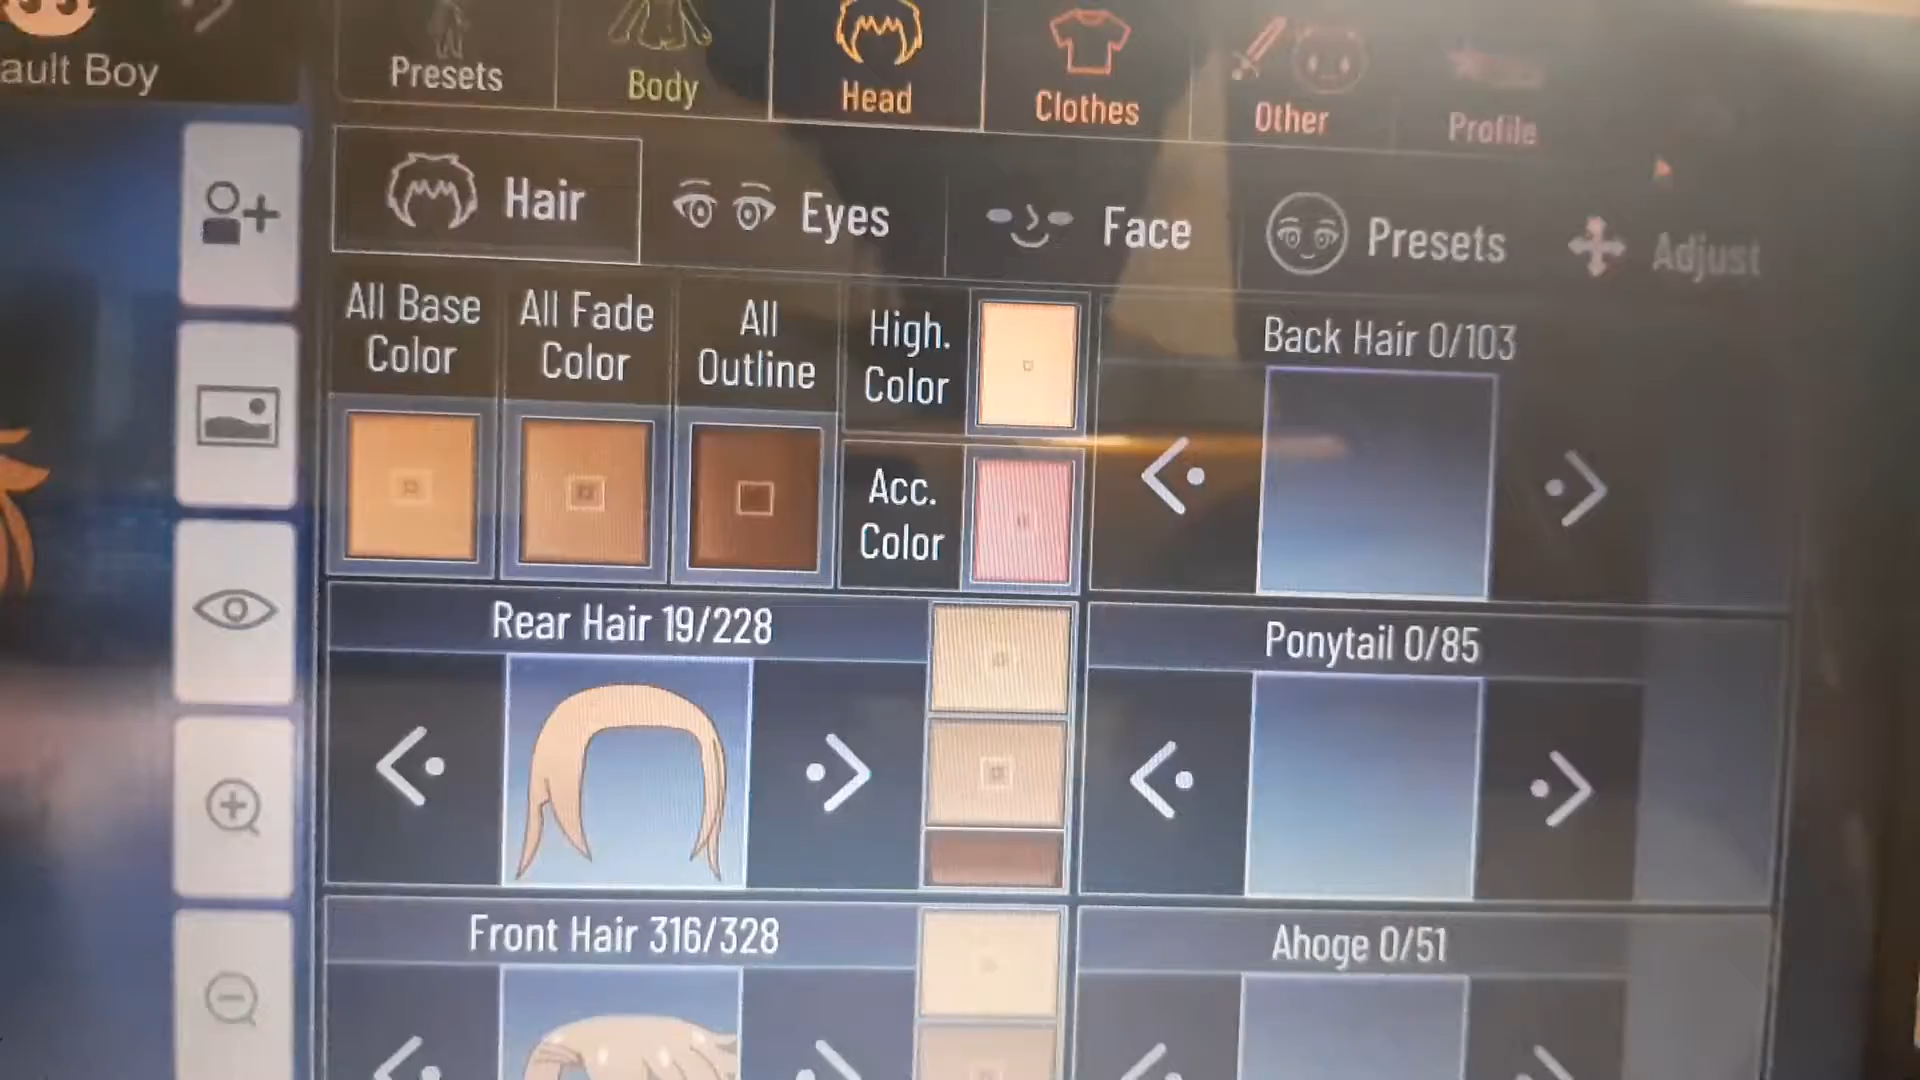 ault Boy
Presets
Body
Head
Clothes
Other
Profile
Hair
Eyes
Face
Presets
Adjust
All Base
Color
All Fade
Color
All
Outline
High.
Color
Acc.
Color
Back Hair 0/103
Rear Hair 19/228
Ponytail 0/85
Front Hair 316/328
Ahoge 0/51